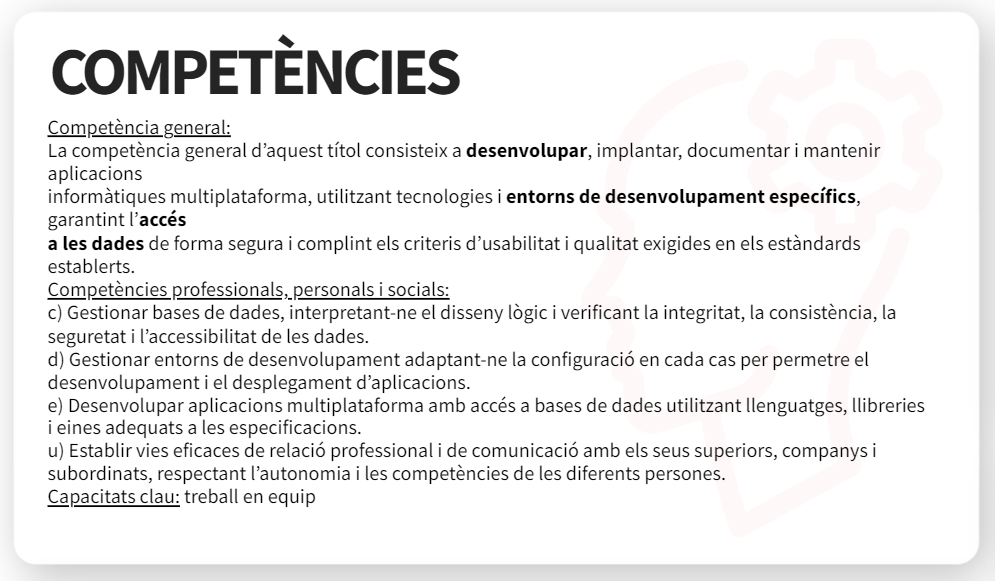 COMPETÈNCIES
Competència general:
La competència general d'aquest títol consisteix a desenvolupar, implantar, documentar i mantenir
aplicacions
informàtiques multiplataforma, utilitzant tecnologies i entorns de desenvolupament específics,
garantint l'accés
a les dades de forma segura i complint els criteris d'usabilitat i qualitat exigides en els estàndards
establerts.
Competències professionals, personals i socials:
c) Gestionar bases de dades, interpretant-ne el disseny lògic i verificant la integritat, la consistència, la
seguretat i l'accessibilitat de les dades.
d) Gestionar entorns de desenvolupament adaptant-ne la configuració en cada cas per permetre el
desenvolupament i el desplegament d'aplicacions.
e) Desenvolupar aplicacions multiplataforma amb accés a bases de dades utilitzant llenguatges, llibreries
i eines adequats a les especificacions.
u) Establir vies eficaces de relació professional i de comunicació amb els seus superiors, companys i
subordinats, respectant l'autonomia i les competències de les diferents persones.
Capacitats clau: treball en equip